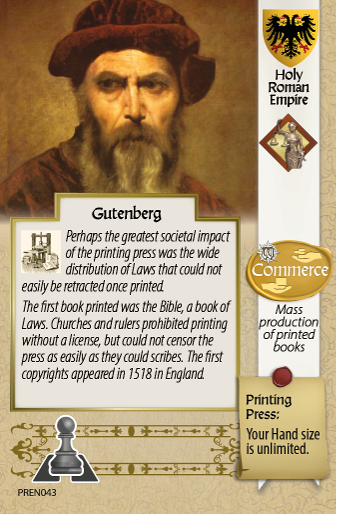 Holy
Roman
Empire
Gutenberg
Perhaps the greatest societal impact
of the printing press was the wide
distribution of Laws that could not
easily be retracted once printed.
The first book printed was the Bible, a book of
Laws. Churches and rulers prohibited printing
without a license, but could not censor the
press as easily as they could scribes. The first
copyrights appeared in 1518 in England.
Commerce
Mass
production
of printed
books
Printing
Press:
Your Hand size
is unlimited.
PREN043